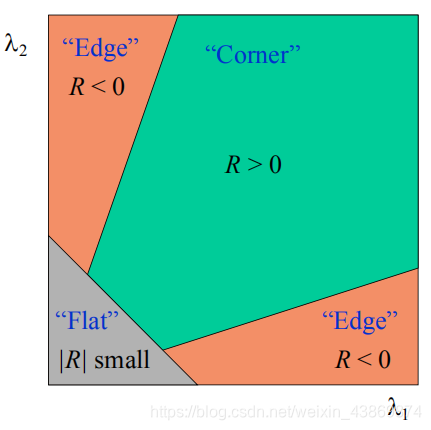 λ2
“Edge”
R < 0
“Corner”
R > 0
“Flat”
|R| small
“Edge”
R < 0
λ1